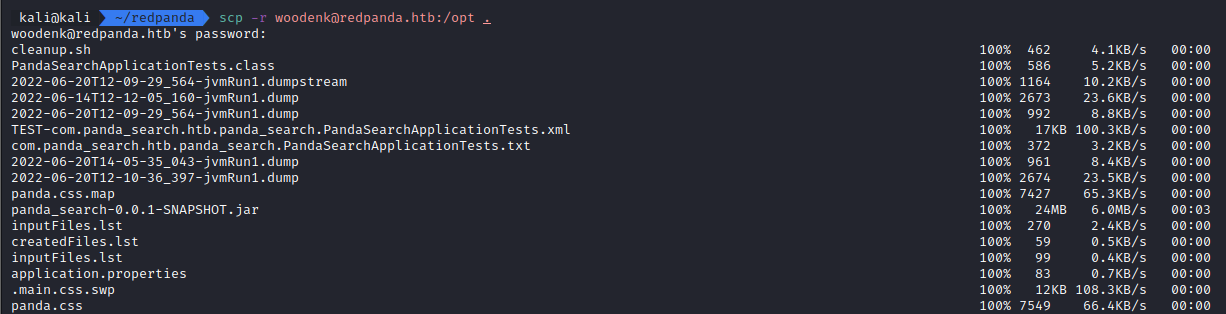 kali@kali ~/redpanda scp -r woodenk@redpanda.htb:/opt .
woodenk@redpanda.htb's password:
cleanup.sh 100% 462 4.1KB/s 00:00
PandaSearchApplicationTests.class 100% 586 5.2KB/s 00:00
2022-06-20T12-09-29_564-jvmRun1.dumpstream 100% 1164 10.2KB/s 00:00
2022-06-14T12-12-05_160-jvmRun1.dump 100% 2673 23.6KB/s 00:00
2022-06-20T12-09-29_564-jvmRun1.dump 100% 992 8.8KB/s 00:00
TEST-com.panda_search.htb.panda_search.PandaSearchApplicationTests.xml 100% 17KB 100.3KB/s 00:00
com.panda_search.htb.panda_search.PandaSearchApplicationTests.txt 100% 372 3.2KB/s 00:00
2022-06-20T14-05-35_043-jvmRun1.dump 100% 961 8.4KB/s 00:00
2022-06-20T12-10-36_397-jvmRun1.dump 100% 2674 23.5KB/s 00:00
panda.css.map 100% 7427 65.3KB/s 00:00
panda_search-0.0.1-SNAPSHOT.jar 100% 24MB 6.0MB/s 00:03
inputFiles.lst 100% 270 2.4KB/s 00:00
createdFiles.lst 100% 59 0.5KB/s 00:00
inputFiles.lst 100% 99 0.4KB/s 00:00
application.properties 100% 83 0.7KB/s 00:00
.main.css.swp 100% 12KB 108.3KB/s 00:00
panda.css 100% 7549 66.4KB/s 00:00